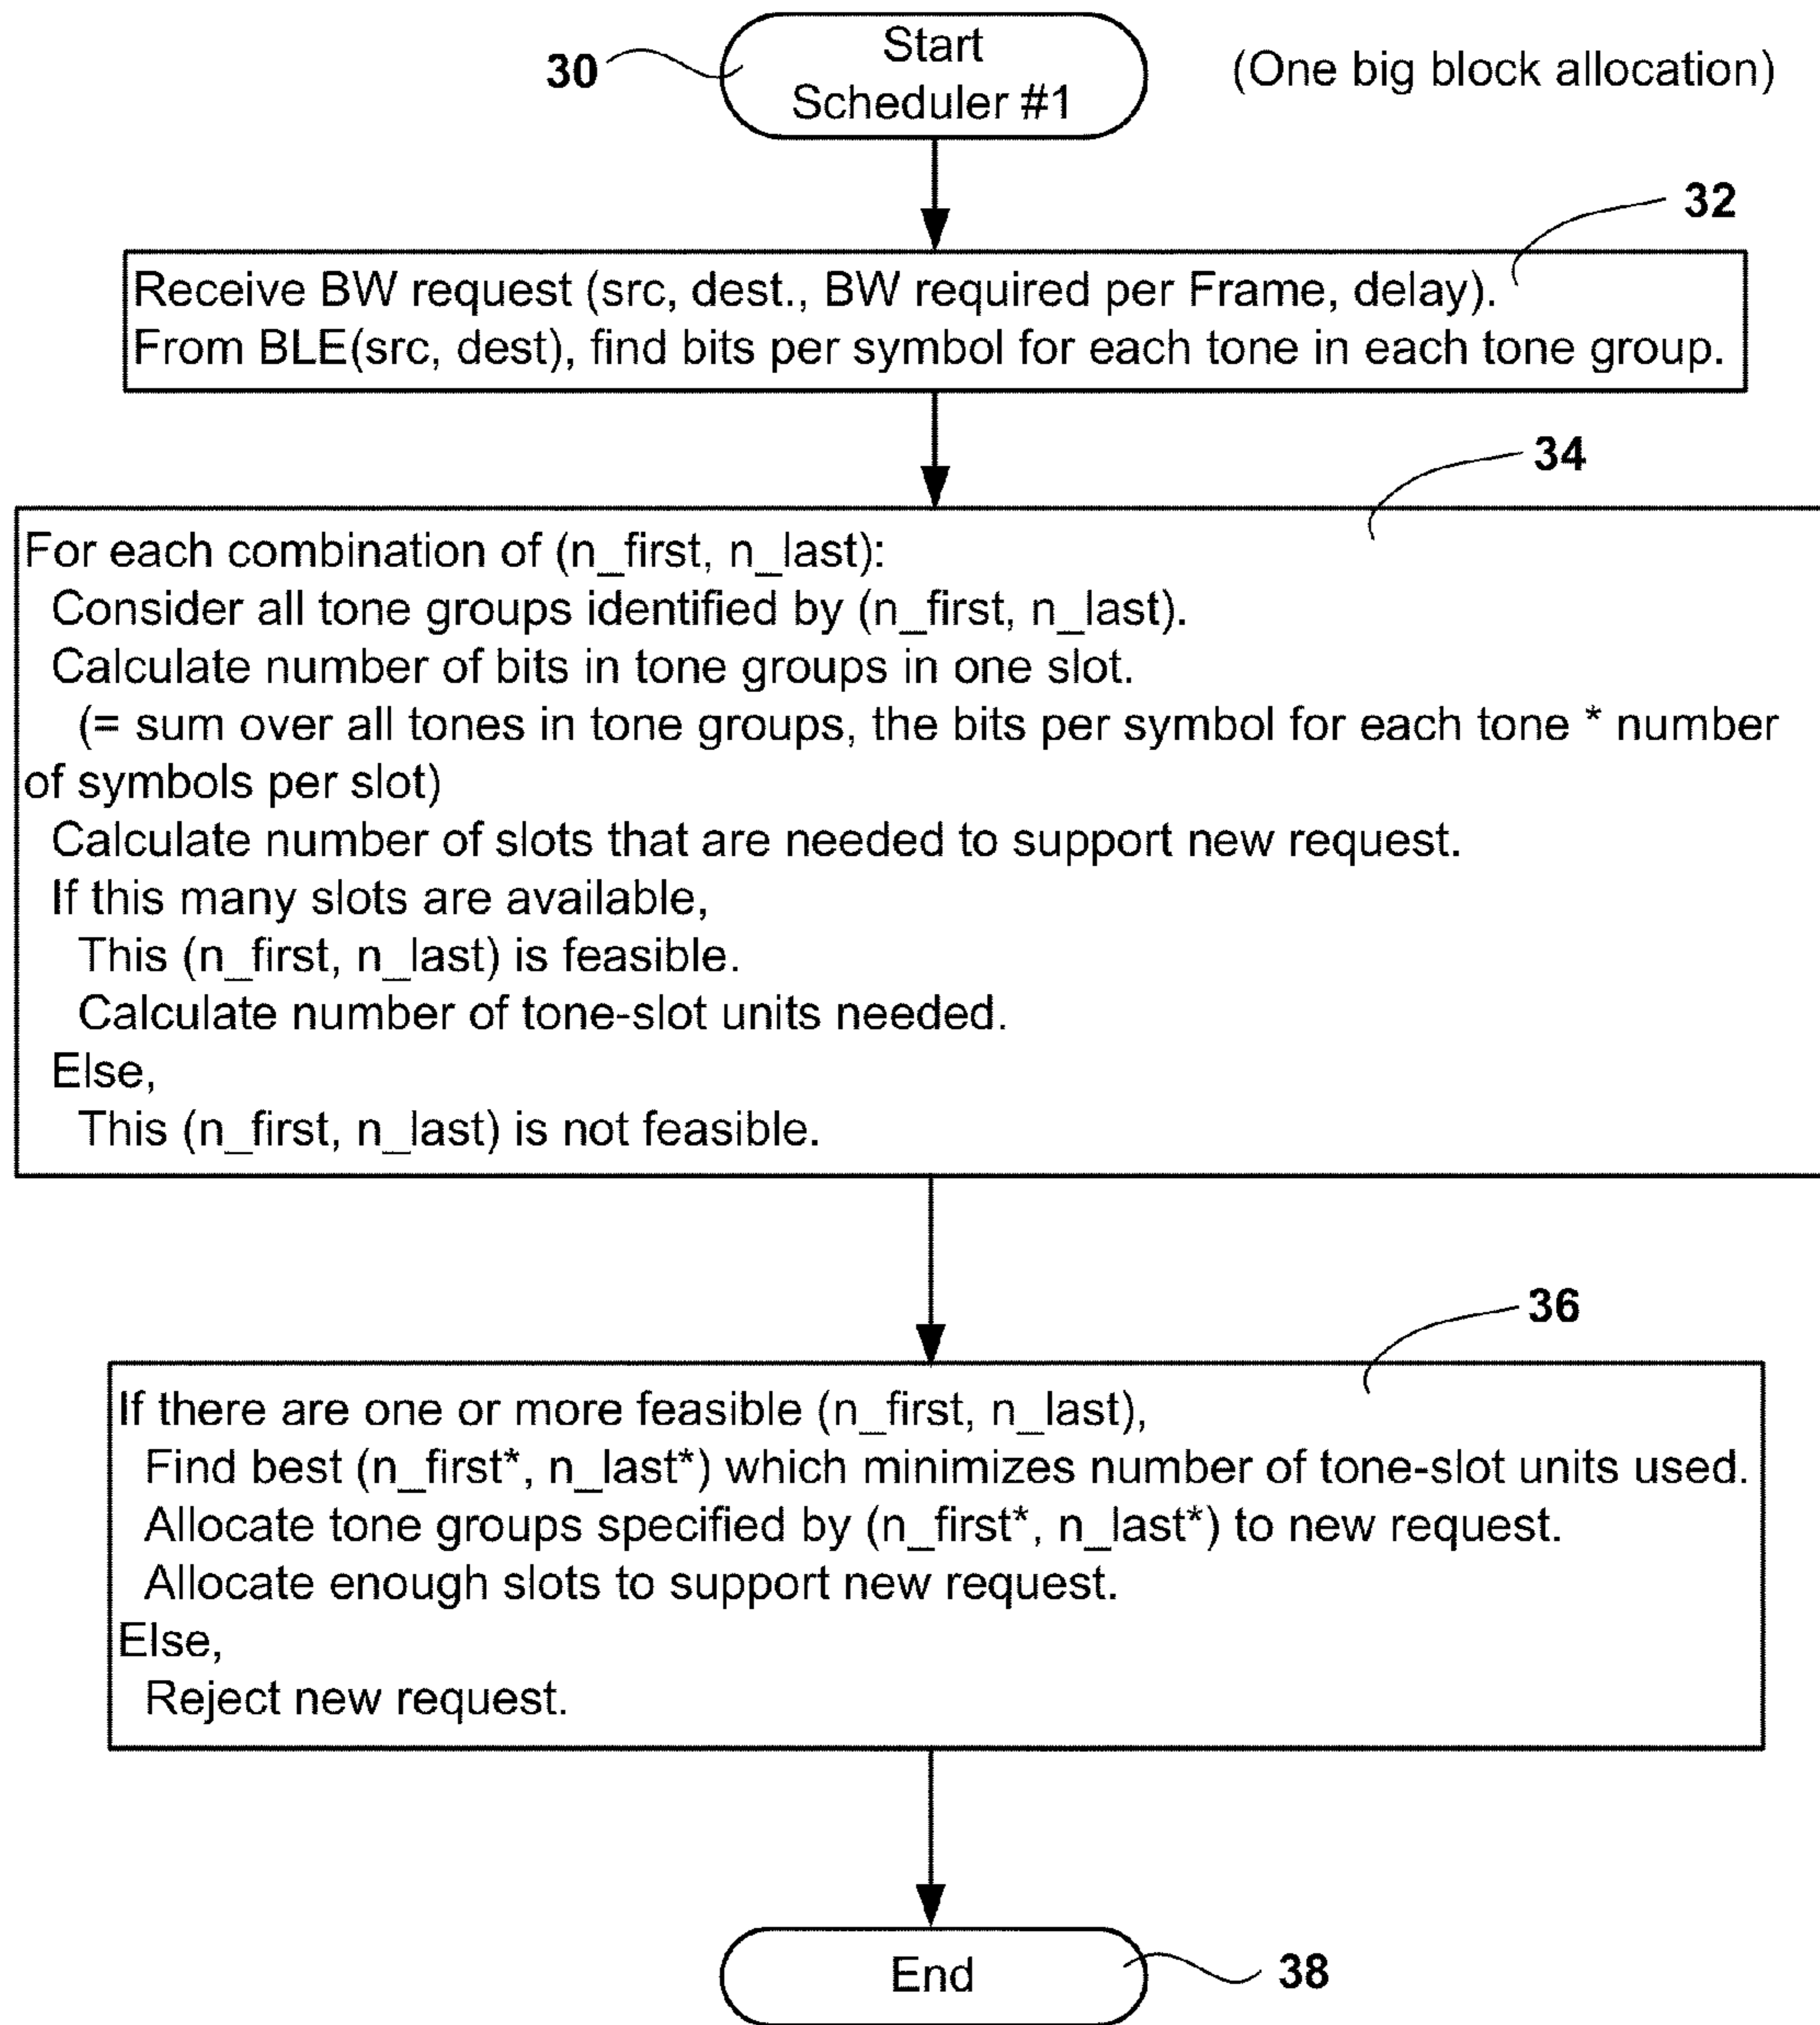 30
Start
Scheduler #1
(One big block allocation)
32
Receive BW request (src, dest., BW required per Frame, delay).
From BLE(src, dest), find bits per symbol for each tone in each tone group.
34
For each combination of (n_first, n_last):
Consider all tone groups identified by (n_first, n_last).
Calculate number of bits in tone groups in one slot.
(= sum over all tones in tone groups, the bits per symbol for each tone * number
of symbols per slot)
Calculate number of slots that are needed to support new request.
If this many slots are available,
This (n_first, n_last) is feasible.
Calculate number of tone-slot units needed.
Else,
This (n_first, n_last) is not feasible.
36
If there are one or more feasible (n_first, n_last),
Find best (n_first*, n_last*) which minimizes number of tone-slot units used.
Allocate tone groups specified by (n_first*, n_last*) to new request.
Allocate enough slots to support new request.
Else,
Reject new request.
End
38